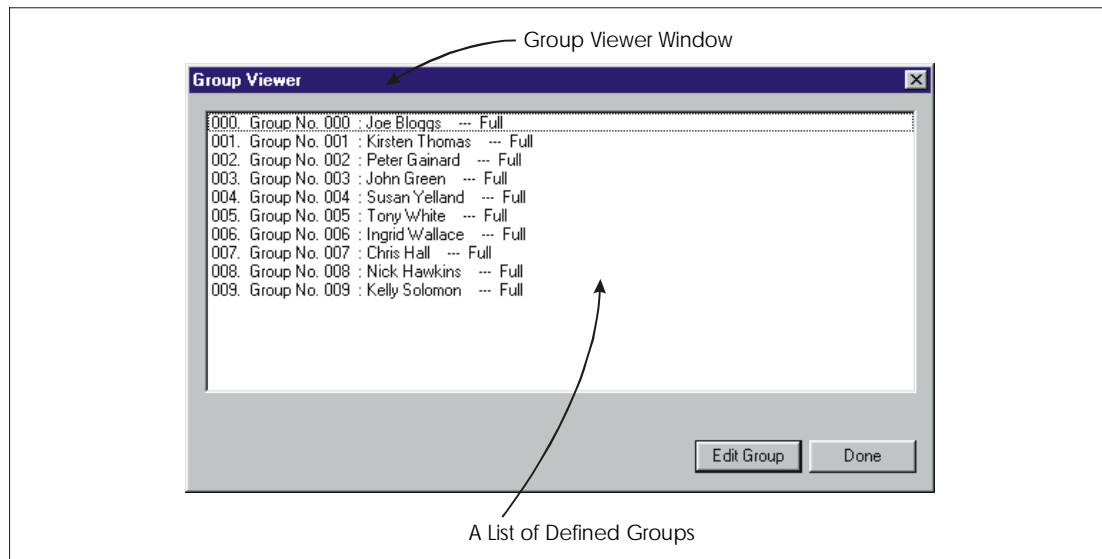 Group Viewer Window
Group Viewer
000. Group No. 000 : Joe Bloggs --- Full
001. Group No. 001 : Kirsten Thomas --- Full
002. Group No. 002 : Peter Gainard --- Full
003. Group No. 003 : John Green --- Full
004. Group No. 004 : Susan Yelland --- Full
005. Group No. 005 : Tony White --- Full
006. Group No. 006 : Ingrid Wallace --- Full
007. Group No. 007 : Chris Hall --- Full
008. Group No. 008 : Nick Hawkins --- Full
009. Group No. 009 : Kelly Solomon --- Full
Edit Group Done
A List of Defined Groups